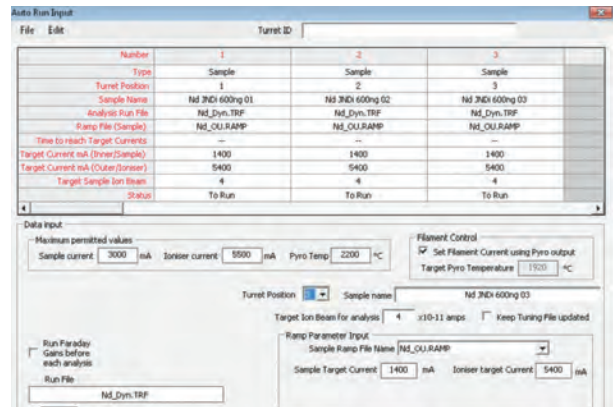 Auto Run Input
File Edit Turret ID
Number 1 2 3
Type Sample Sample Sample
Turret Position 1 2 3
Sample Name Nd JNDi 600ng 01 Nd JNDi 600ng 02 Nd JNDi 600ng 03
Analysis Run File Nd_Dyn.TRF Nd_Dyn.TRF Nd_Dyn.TRF
Ramp File (Sample) Nd_OU.RAMP Nd_OU.RAMP Nd_OU.RAMP
Time to reach Target Currents -- -- --
Target Current mA (Inner/Sample) 1400 1400 1400
Target Current mA (Outer/Ioniser) 5400 5400 5400
Target Sample Ion Beam 4 4 4
Status To Run To Run To Run
Data input
Maximum permitted values Filament Control
Sample current 3000 mA Ioniser current 5500 mA Pyro Temp 2200 ºC Set Filament Current using Pyro output
Target Pyro Temperature 1920 ºC
Turret Position Sample name Nd JNDi 600ng 03
Target Ion Beam for analysis 4 x10-11 amps Keep Tuning File updated
Run Faraday Gains before each analysis
Ramp Parameter Input
Sample Ramp File Name Nd_OU.RAMP
Sample Target Current 1400 mA Ioniser target Current 5400 mA
Run File
Nd_Dyn.TRF